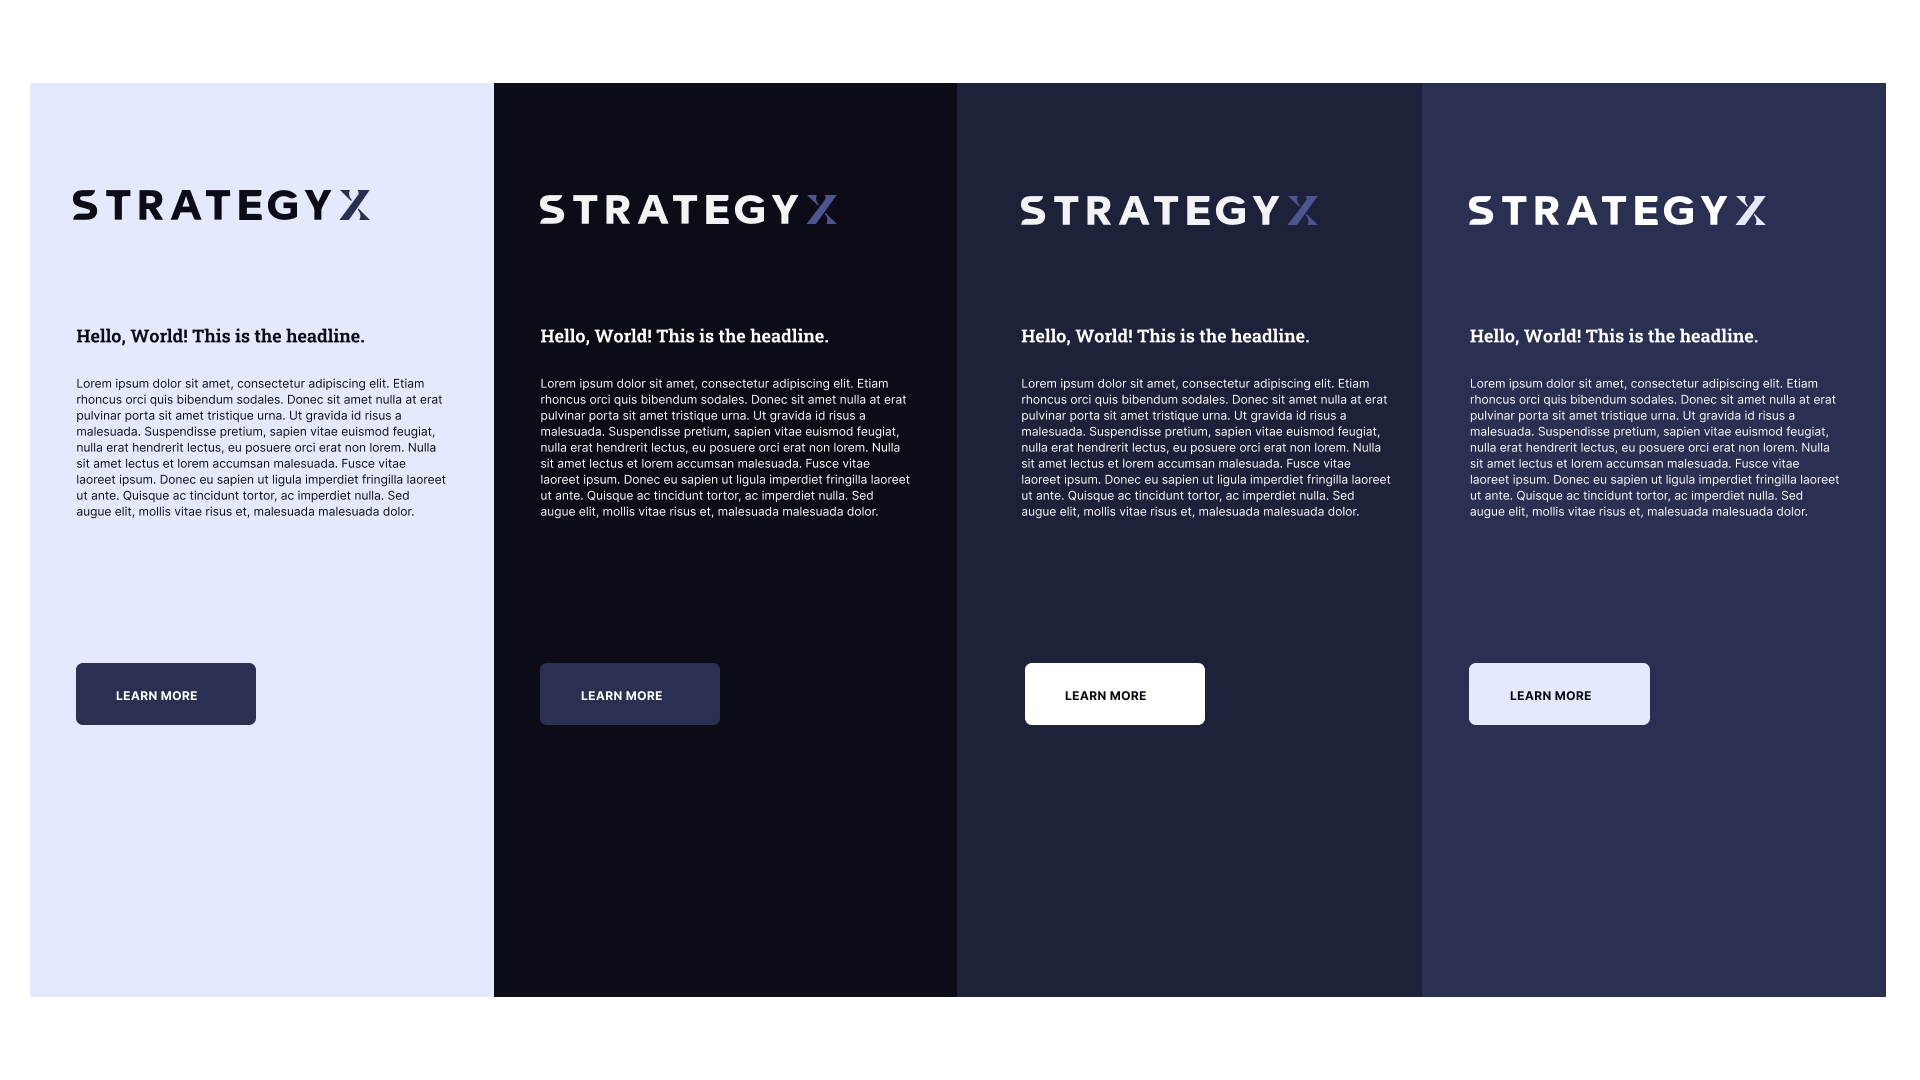 STRATEGYX
Hello, World! This is the headline.
Lorem ipsum dolor sit amet, consectetur adipiscing elit. Etiam
rhoncus orci quis bibendum sodales. Donec sit amet nulla at erat
pulvinar porta sit amet tristique urna. Ut gravida id risus a
malesuada. Suspendisse pretium, sapien vitae euismod feugiat,
nulla erat hendrerit lectus, eu posuere orci erat non lorem. Nulla
sit amet lectus et lorem accumsan malesuada. Fusce vitae
laoreet ipsum. Donec eu sapien ut ligula imperdiet fringilla laoreet
ut ante. Quisque ac tincidunt tortor, ac imperdiet nulla. Sed
augue elit, mollis vitae risus et, malesuada malesuada dolor.
LEARN MORE
STRATEGYX
Hello, World! This is the headline.
Lorem ipsum dolor sit amet, consectetur adipiscing elit. Etiam
rhoncus orci quis bibendum sodales. Donec sit amet nulla at erat
pulvinar porta sit amet tristique urna. Ut gravida id risus a
malesuada. Suspendisse pretium, sapien vitae euismod feugiat,
nulla erat hendrerit lectus, eu posuere orci erat non lorem. Nulla
sit amet lectus et lorem accumsan malesuada. Fusce vitae
laoreet ipsum. Donec eu sapien ut ligula imperdiet fringilla laoreet
ut ante. Quisque ac tincidunt tortor, ac imperdiet nulla. Sed
augue elit, mollis vitae risus et, malesuada malesuada dolor.
LEARN MORE
STRATEGYX
Hello, World! This is the headline.
Lorem ipsum dolor sit amet, consectetur adipiscing elit. Etiam
rhoncus orci quis bibendum sodales. Donec sit amet nulla at erat
pulvinar porta sit amet tristique urna. Ut gravida id risus a
malesuada. Suspendisse pretium, sapien vitae euismod feugiat,
nulla erat hendrerit lectus, eu posuere orci erat non lorem. Nulla
sit amet lectus et lorem accumsan malesuada. Fusce vitae
laoreet ipsum. Donec eu sapien ut ligula imperdiet fringilla laoreet
ut ante. Quisque ac tincidunt tortor, ac imperdiet nulla. Sed
augue elit, mollis vitae risus et, malesuada malesuada dolor.
LEARN MORE
STRATEGYX
Hello, World! This is the headline.
Lorem ipsum dolor sit amet, consectetur adipiscing elit. Etiam
rhoncus orci quis bibendum sodales. Donec sit amet nulla at erat
pulvinar porta sit amet tristique urna. Ut gravida id risus a
malesuada. Suspendisse pretium, sapien vitae euismod feugiat,
nulla erat hendrerit lectus, eu posuere orci erat non lorem. Nulla
sit amet lectus et lorem accumsan malesuada. Fusce vitae
laoreet ipsum. Donec eu sapien ut ligula imperdiet fringilla laoreet
ut ante. Quisque ac tincidunt tortor, ac imperdiet nulla. Sed
augue elit, mollis vitae risus et, malesuada malesuada dolor.
LEARN MORE